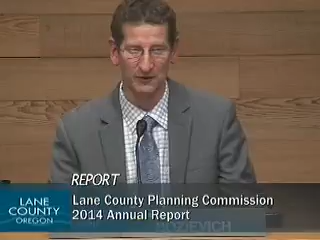 REPORT
Lane County Planning Commission
2014 Annual Report
LANE
COUNTY
OREGON